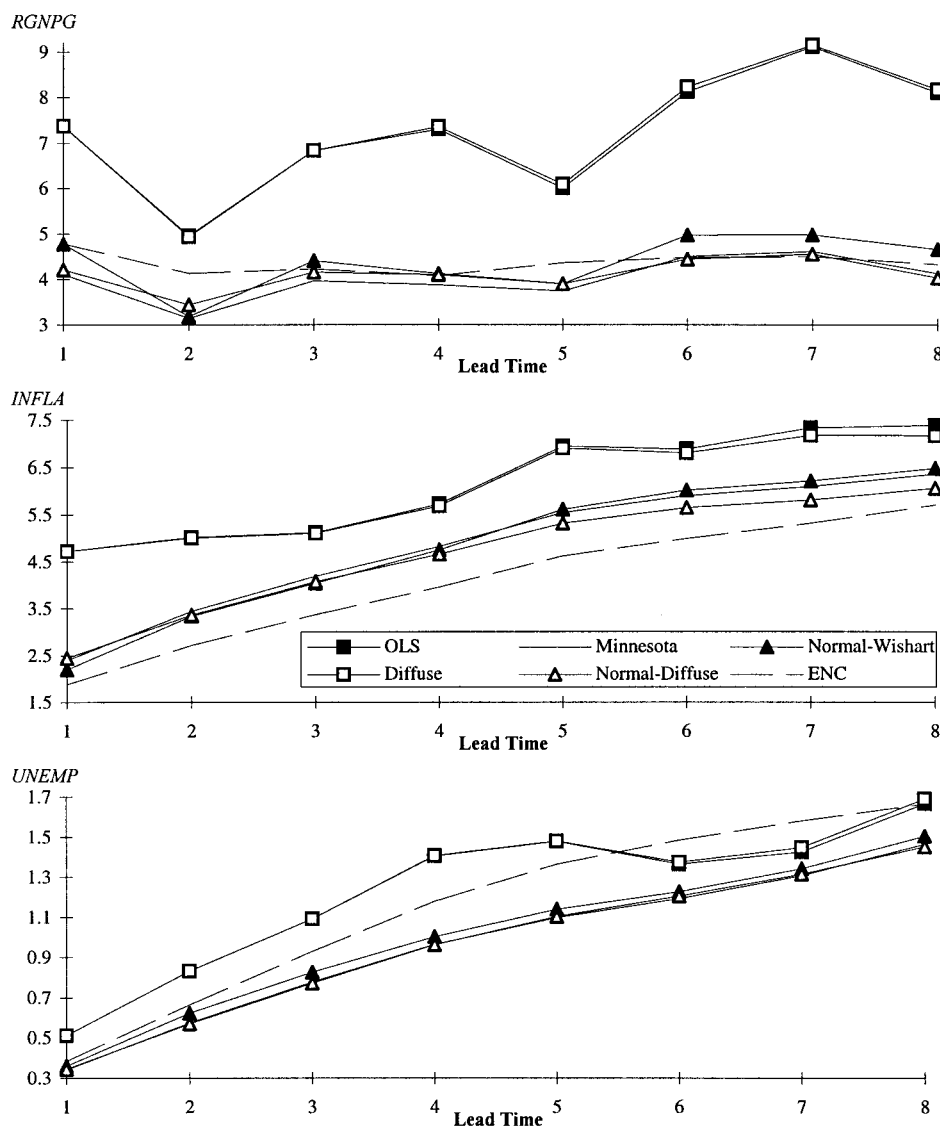 RGNPG
9
8
7
6
5
4
3
1 2 3 4 5 6 7 8
Lead Time
INFLA
7.5
6.5
5.5
4.5
3.5
2.5
1.5
OLS Minnesota Normal-Wishart
Diffuse Normal-Diffuse ENC
1 2 3 4 5 6 7 8
Lead Time
UNEMP
1.7
1.5
1.3
1.1
0.9
0.7
0.5
0.3
1 2 3 4 5 6 7 8
Lead Time